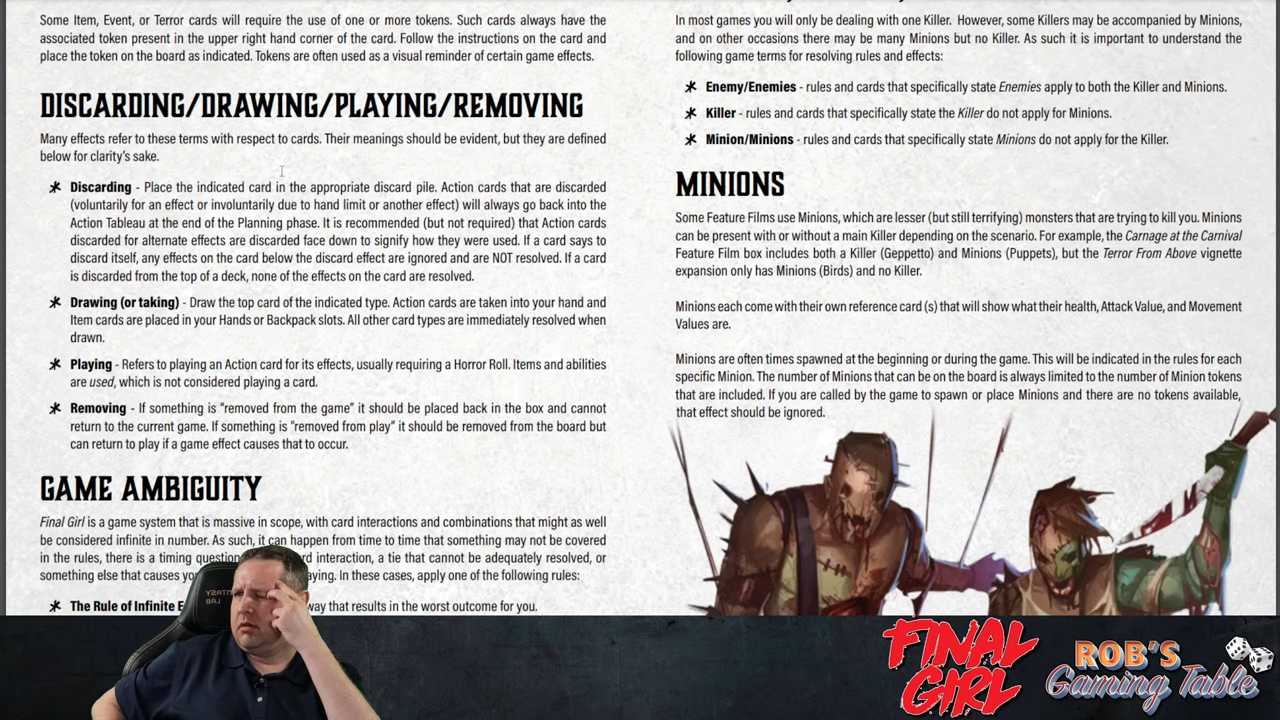 Some Item, Event, or Terror cards will require the use of one or more tokens. Such cards always have the
associated token present in the upper right hand corner of the card. Follow the instructions on the card and
place the token on the board as indicated. Tokens are often used as a visual reminder of certain game effects.
DISCARDING/DRAWING/PLAYING/REMOVING
Many effects refer to these terms with respect to cards. Their meanings should be evident, but they are defined
below for clarity's sake.
Discarding - Place the indicated card in the appropriate discard pile. Action cards that are discarded
(voluntarily for an effect or involuntarily due to hand limit or another effect) will always go back into the
Action Tableau at the end of the Planning phase. It is recommended (but not required) that Action cards
discarded for alternate effects are discarded face down to signify how they were used. If a card says to
discard itself, any effects on the card below the discard effect are ignored and are NOT resolved. If a card
is discarded from the top of a deck, none of the effects on the card are resolved.
Drawing (or taking) - Draw the top card of the indicated type. Action cards are taken into your hand and
Item cards are placed in your Hands or Backpack slots. All other card types are immediately resolved when
drawn.
Playing - Refers to playing an Action card for its effects, usually requiring a Horror Roll. Items and abilities
are used, which is not considered playing a card.
Removing - If something is "removed from the game" it should be placed back in the box and cannot
return to the current game. If something is "removed from play" it should be removed from the board but
can return to play if a game effect causes that to occur.
GAME AMBIGUITY
Final Girl is a game system that is massive in scope, with card interactions and combinations that might as well
be considered infinite in number. As such, it can happen from time to time that something may not be covered
in the rules, there is a timing question rd interaction, a tie that cannot be adequately resolved, or
something else that causes yo aying. In these cases, apply one of the following rules:
The Rule of Infinite E way that results in the worst outcome for you.
In most games you will only be dealing with one Killer. However, some Killers may be accompanied by Minions,
and on other occasions there may be many Minions but no Killer. As such it is important to understand the
following game terms for resolving rules and effects:
Enemy/Enemies - rules and cards that specifically state Enemies apply to both the Killer and Minions.
Killer - rules and cards that specifically state the Killer do not apply for Minions.
Minion/Minions - rules and cards that specifically state Minions do not apply for the Killer.
MINIONS
Some Feature Films use Minions, which are lesser (but still terrifying) monsters that are trying to kill you. Minions
can be present with or without a main Killer depending on the scenario. For example, the Carnage at the Carnival
Feature Film box includes both a Killer (Geppetto) and Minions (Puppets), but the Terror From Above vignette
expansion only has Minions (Birds) and no Killer.
Minions each come with their own reference card (s) that will show what their health, Attack Value, and Movement
Values are.
Minions are often times spawned at the beginning or during the game. This will be indicated in the rules for each
specific Minion. The number of Minions that can be on the board is always limited to the number of Minion tokens
that are included. If you are called by the game to spawn or place Minions and there are no tokens available,
that effect should be ignored.
FINAL
GIRL
ROB'S
Gaming Table